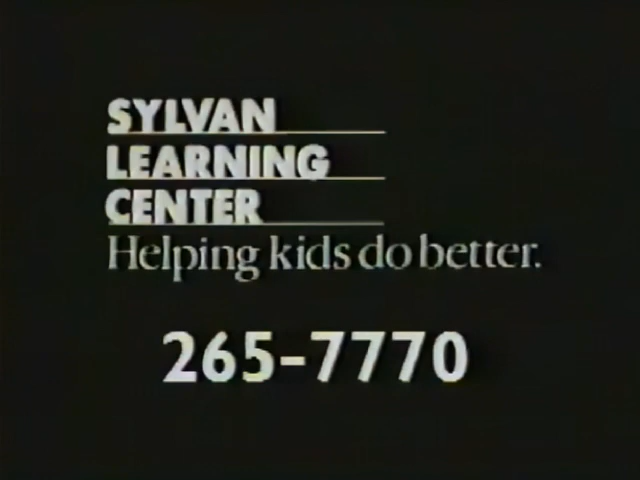 SYLVAN
LEARNING
CENTER
Helping kids do better.
265-7770